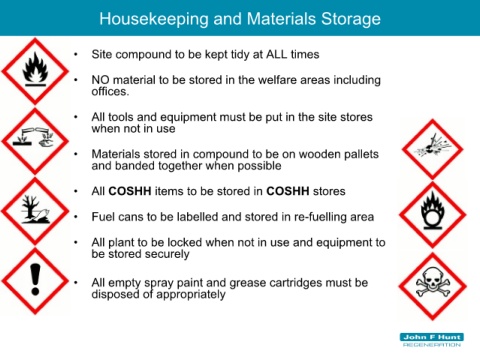 Housekeeping and Materials Storage
• Site compound to be kept tidy at ALL times
• NO material to be stored in the welfare areas including
offices.
• All tools and equipment must be put in the site stores
when not in use
• Materials stored in compound to be on wooden pallets
and banded together when possible
• All COSHH items to be stored in COSHH stores
• Fuel cans to be labelled and stored in re-fuelling area
• All plant to be locked when not in use and equipment to
be stored securely
• All empty spray paint and grease cartridges must be
disposed of appropriately
John F Hunt
REGENERATION